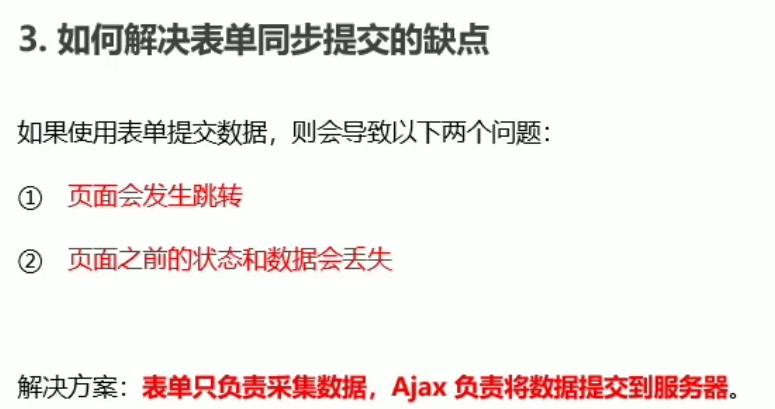 3. 如何解决表单同步提交的缺点
如果使用表单提交数据，则会导致以下两个问题：
① 页面会发生跳转
② 页面之前的状态和数据会丢失
解决方案：表单只负责采集数据，Ajax 负责将数据提交到服务器。